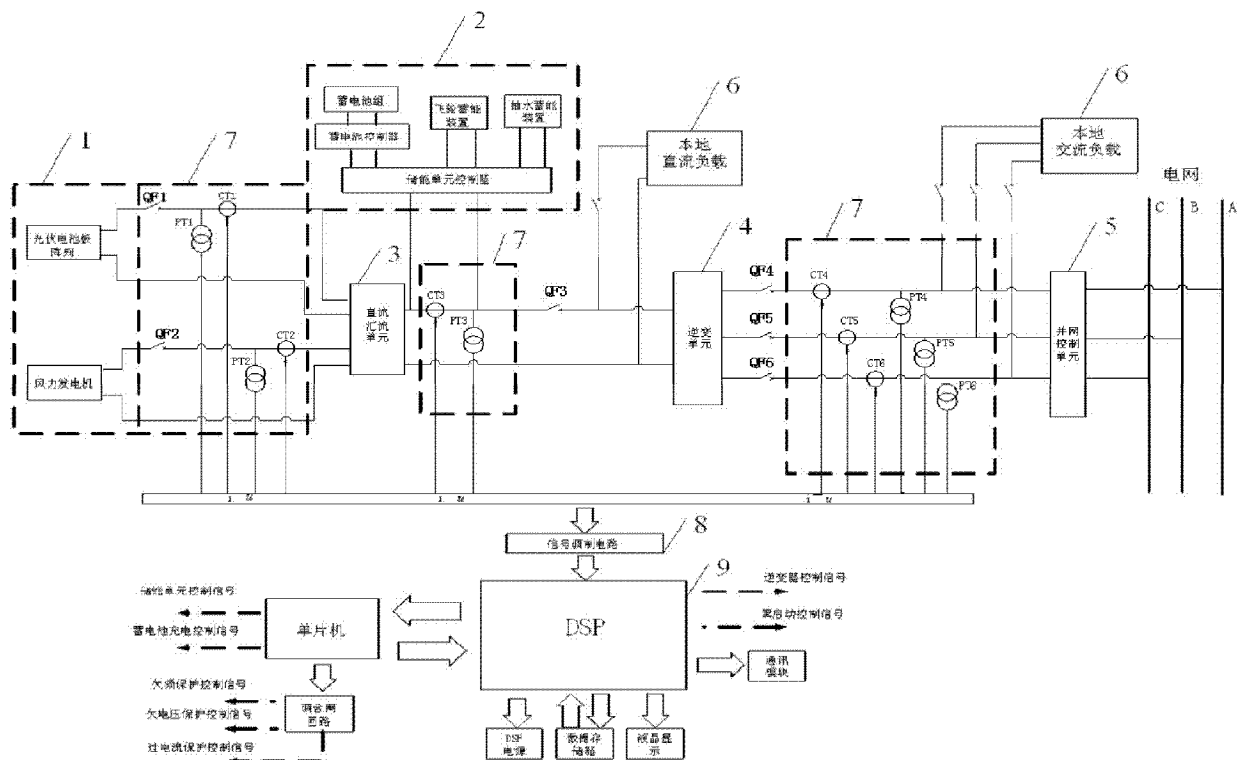 2
蓄电池组
飞轮蓄能
装置
抽水蓄能
装置
蓄电池控制器
储能单元控制器
1
7
6
本地
直流负载
6
本地
交流负载
电网
C
B
A
QF1
CT1
PT1
光伏电池板
阵列
3
7
4
7
5
直流
汇流
单元
CT3
PT3
QF3
逆变
单元
QF4
CT4
PT4
QF5
CT5
PT5
QF6
CT6
PT6
并网
控制
单元
QF2
CT2
PT2
风力发电机
i
u
i
u
i
u
信号调制电路
8
9
DSP
逆变器控制信号
黑启动控制信号
通讯
模块
储能单元控制信号
蓄电池充电控制信号
单片机
欠频保护控制信号
欠电压保护控制信号
过电流保护控制信号
回路
DSP
电源
数据存
储器
液晶显
示